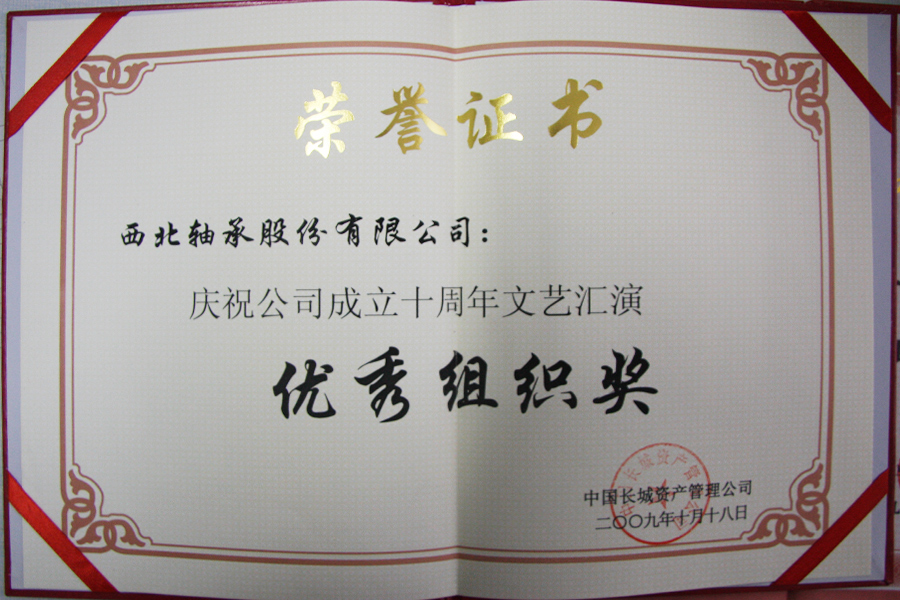 荣誉证书
西北轴承股份有限公司：
庆祝公司成立十周年文艺汇演
优秀组织奖
中国长城资产管理公司
二〇〇九年十月十八日